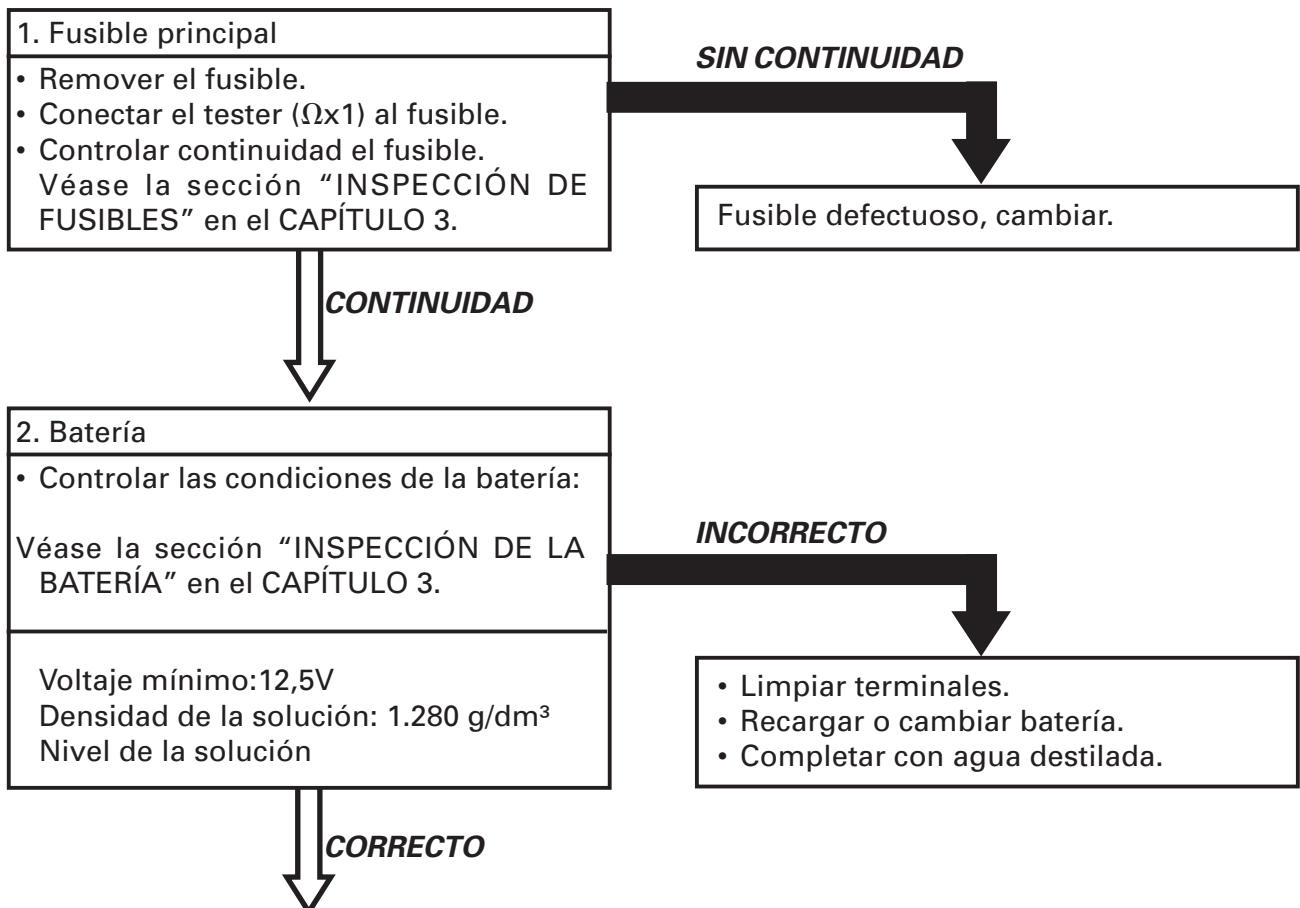 1. Fusible principal
• Remover el fusible.
• Conectar el tester (Ωx1) al fusible.
• Controlar continuidad el fusible.
Véase la sección “INSPECCIÓN DE
FUSIBLES” en el CAPÍTULO 3.
SIN CONTINUIDAD
Fusible defectuoso, cambiar.
CONTINUIDAD
2. Batería
• Controlar las condiciones de la batería:
Véase la sección “INSPECCIÓN DE LA
BATERÍA” en el CAPÍTULO 3.
Voltaje mínimo:12,5V
Densidad de la solución: 1.280 g/dm³
Nivel de la solución
INCORRECTO
• Limpiar terminales.
• Recargar o cambiar batería.
• Completar con agua destilada.
CORRECTO